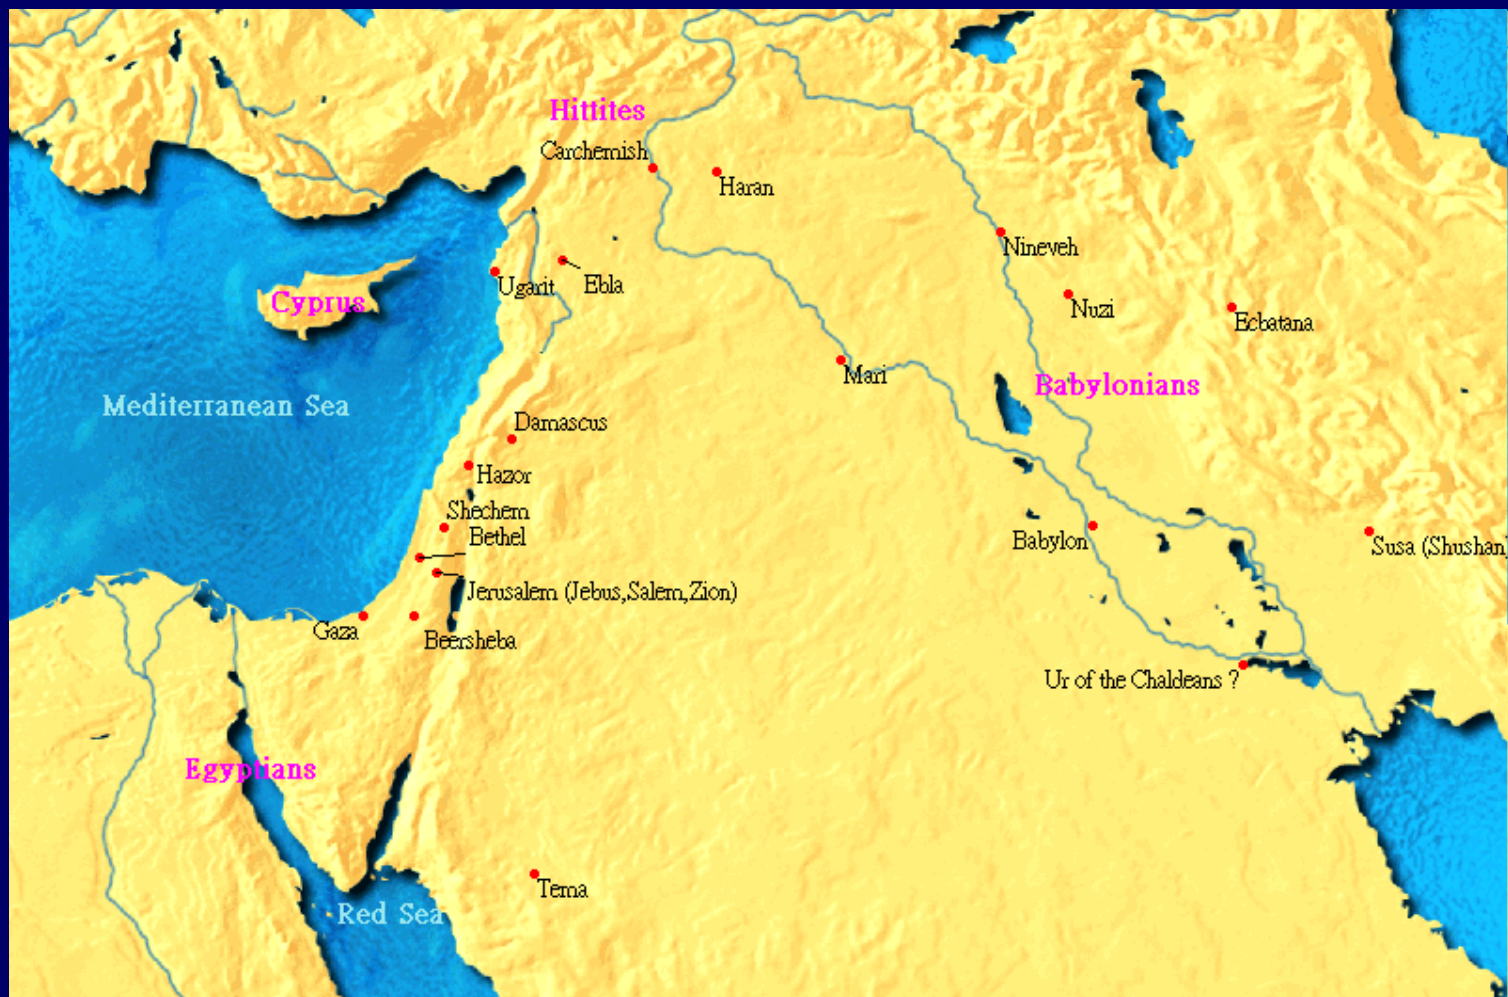 Hittites
Carchemish
Haran
Nineveh
Ugarit
Ebla
Cyprus
Nuzi
Ecbatana
Mari
Babylonians
Mediterranean Sea
Damascus
Hazor
Shechem
Bethel
Babylon
Susa (Shushan)
Jerusalem (Jebus,Salem,Zion)
Gaza
Beersheba
Ur of the Chaldeans ?
Egyptians
Tema
Red Sea